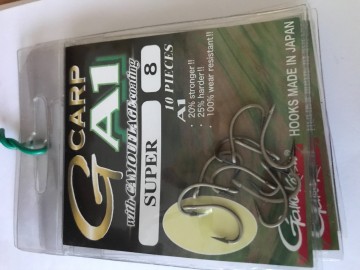 G CARP
A1
with CAMOUFLAGE coating
SUPER
8
10 PIECES
A1
• 20% stronger!!
• 25% harder!!
• 100% wear resistant!!
Gamakatsu
HOOKS MADE IN JAPAN